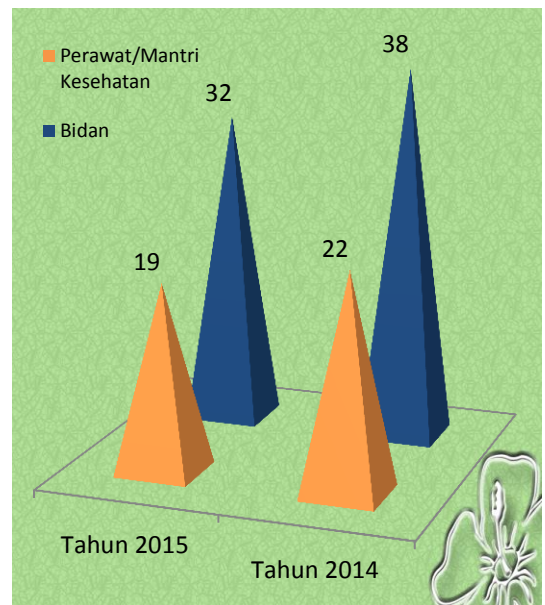 Perawat/Mantri
Kesehatan
Bidan
38
32
22
19
Tahun 2015
Tahun 2014